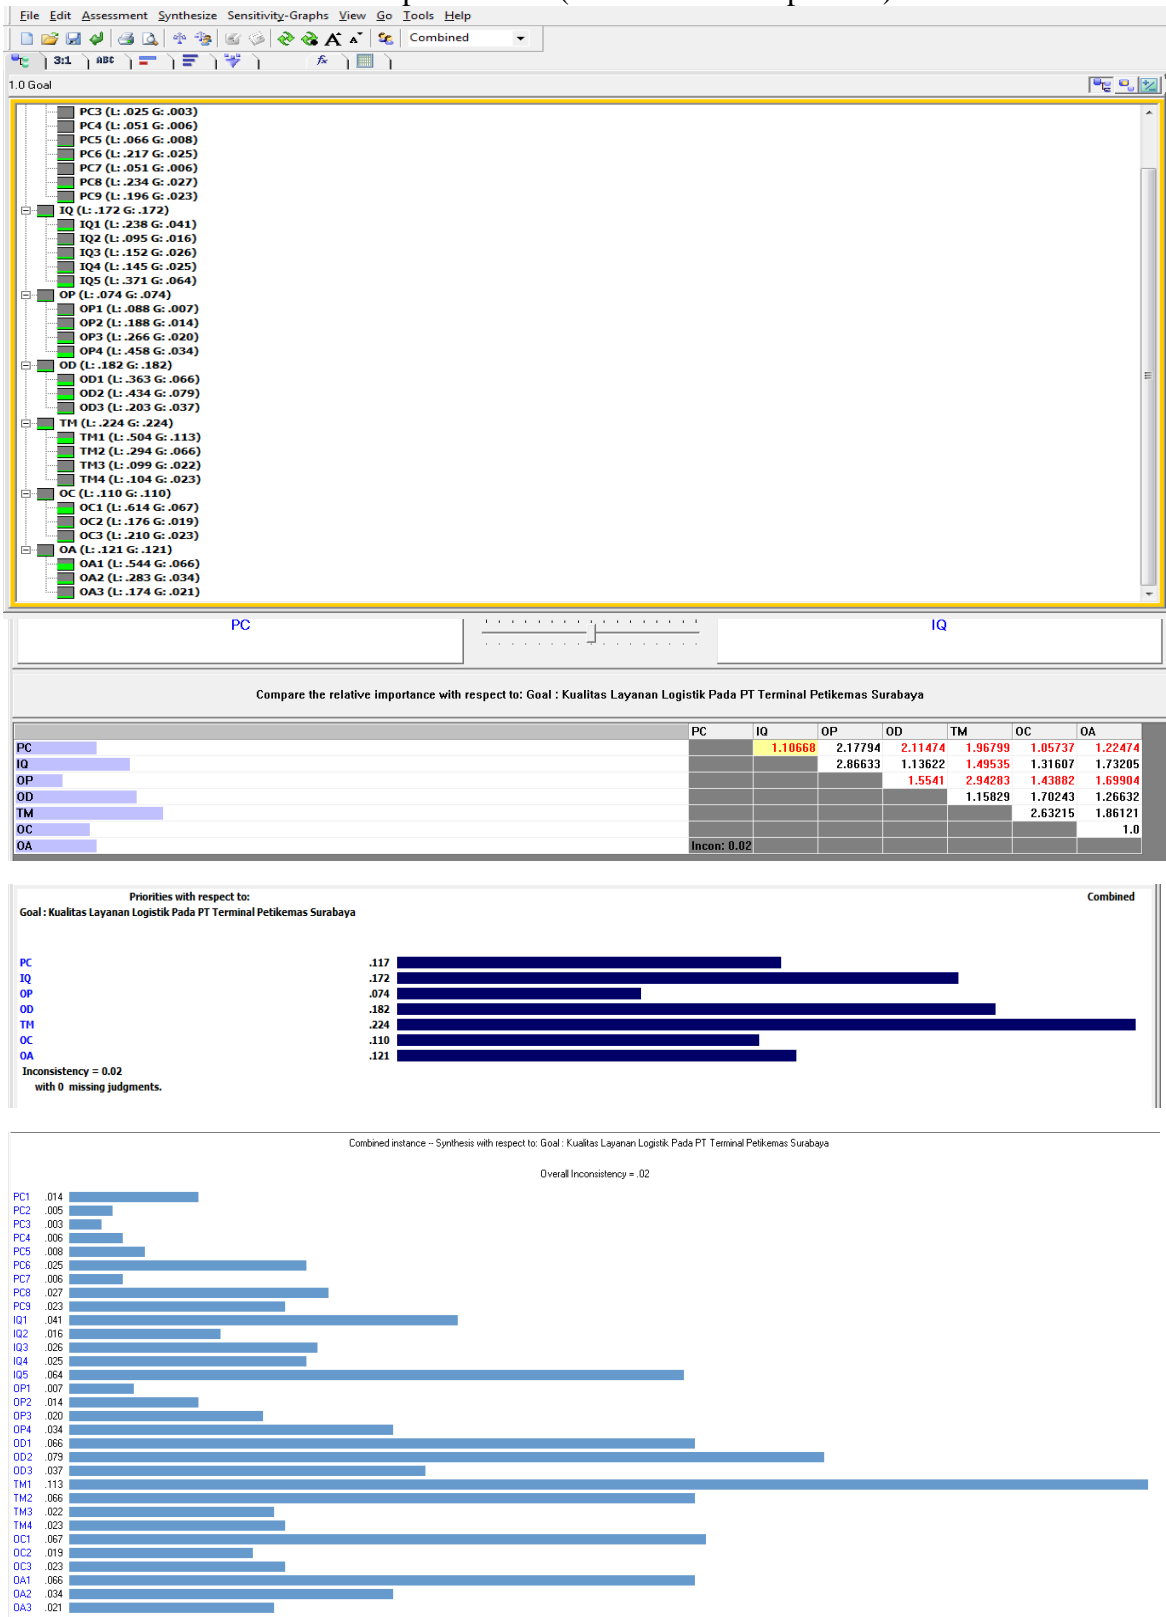 File Edit Assessment Synthesize Sensitivity-Graphs View Go Tools Help
Combined
3:1 ABC fx
1.0 Goal
PC3 (L: .025 G: .003)
PC4 (L: .051 G: .006)
PC5 (L: .066 G: .008)
PC6 (L: .217 G: .025)
PC7 (L: .051 G: .006)
PC8 (L: .234 G: .027)
PC9 (L: .196 G: .023)
IQ (L: .172 G: .172)
IQ1 (L: .238 G: .041)
IQ2 (L: .095 G: .016)
IQ3 (L: .152 G: .026)
IQ4 (L: .145 G: .025)
IQ5 (L: .371 G: .064)
OP (L: .074 G: .074)
OP1 (L: .088 G: .007)
OP2 (L: .188 G: .014)
OP3 (L: .266 G: .020)
OP4 (L: .458 G: .034)
OD (L: .182 G: .182)
OD1 (L: .363 G: .066)
OD2 (L: .434 G: .079)
OD3 (L: .203 G: .037)
TM (L: .224 G: .224)
TM1 (L: .504 G: .113)
TM2 (L: .294 G: .066)
TM3 (L: .099 G: .022)
TM4 (L: .104 G: .023)
OC (L: .110 G: .110)
OC1 (L: .614 G: .067)
OC2 (L: .176 G: .019)
OC3 (L: .210 G: .023)
OA (L: .121 G: .121)
OA1 (L: .544 G: .066)
OA2 (L: .283 G: .034)
OA3 (L: .174 G: .021)
PC IQ
Compare the relative importance with respect to: Goal : Kualitas Layanan Logistik Pada PT Terminal Petikemas Surabaya
PC IQ OP OD TM OC OA
PC 1.10668 2.17794 2.11474 1.96799 1.05737 1.22474
IQ 2.86633 1.13622 1.49535 1.31607 1.73205
OP 1.5541 2.94283 1.43882 1.69904
OD 1.15829 1.70243 1.26632
TM 2.63215 1.86121
OC 1.0
OA Incon: 0.02
Priorities with respect to: Combined
Goal : Kualitas Layanan Logistik Pada PT Terminal Petikemas Surabaya
PC .117
IQ .172
OP .074
OD .182
TM .224
OC .110
OA .121
Inconsistency = 0.02
with 0 missing judgments.
Combined instance -- Synthesis with respect to: Goal : Kualitas Layanan Logistik Pada PT Terminal Petikemas Surabaya
Overall Inconsistency = .02
PC1 .014
PC2 .005
PC3 .003
PC4 .006
PC5 .008
PC6 .025
PC7 .006
PC8 .027
PC9 .023
IQ1 .041
IQ2 .016
IQ3 .026
IQ4 .025
IQ5 .064
OP1 .007
OP2 .014
OP3 .020
OP4 .034
OD1 .066
OD2 .079
OD3 .037
TM1 .113
TM2 .066
TM3 .022
TM4 .023
OC1 .067
OC2 .019
OC3 .023
OA1 .066
OA2 .034
OA3 .021